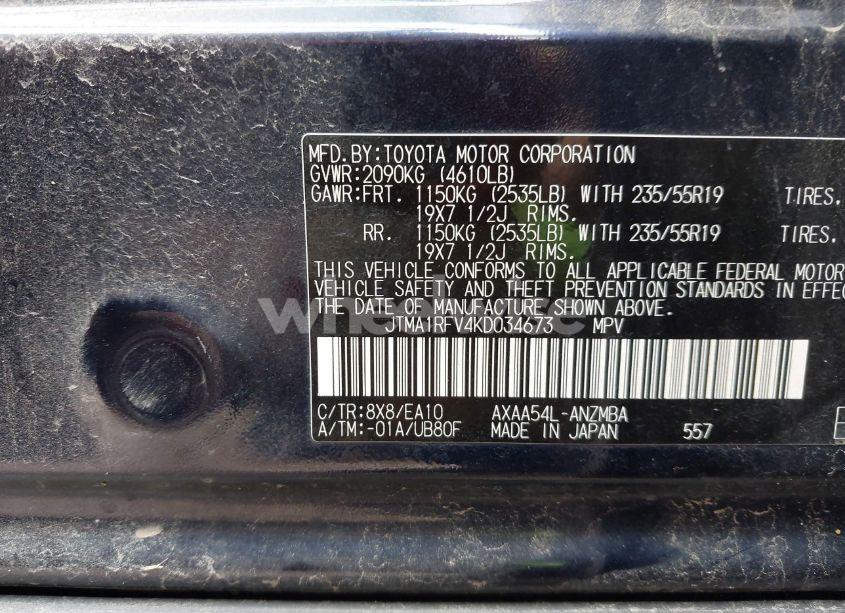 MFD.BY:TOYOTA MOTOR CORPORATION
GVWR:2090KG (4610LB)
GAWR:FRT. 1150KG (2535LB) WITH 235/55R19 TIRES.
19X7 1/2J RIMS.
RR. 1150KG (2535LB) WITH 235/55R19 TIRES.
19X7 1/2J RIMS.
THIS VEHICLE CONFORMS TO ALL APPLICABLE FEDERAL MOTOR
VEHICLE SAFETY AND THEFT PREVENTION STANDARDS IN EFFEC
THE DATE OF MANUFACTURE SHOWN ABOVE.
JTMA1RFV4KD034673 MPV
C/TR:8X8/EA10 AXAA54L-ANZMBA
A/TM:-01A/UB80F MADE IN JAPAN 557